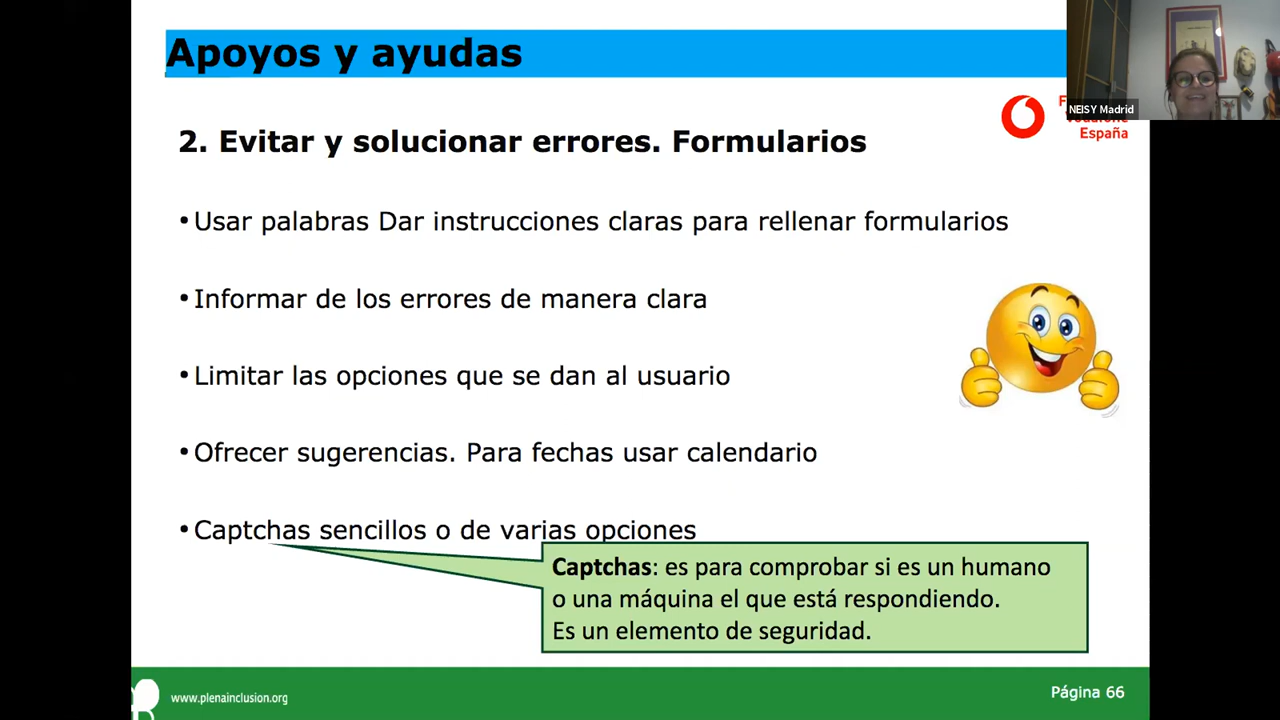 Apoyos y ayudas
NEISY Madrid
España
2. Evitar y solucionar errores. Formularios
•Usar palabras Dar instrucciones claras para rellenar formularios
•Informar de los errores de manera clara
•Limitar las opciones que se dan al usuario
•Ofrecer sugerencias. Para fechas usar calendario
•Captchas sencillos o de varias opciones
Captchas: es para comprobar si es un humano
o una máquina el que está respondiendo.
Es un elemento de seguridad.
www.plenainclusion.org
Página 66